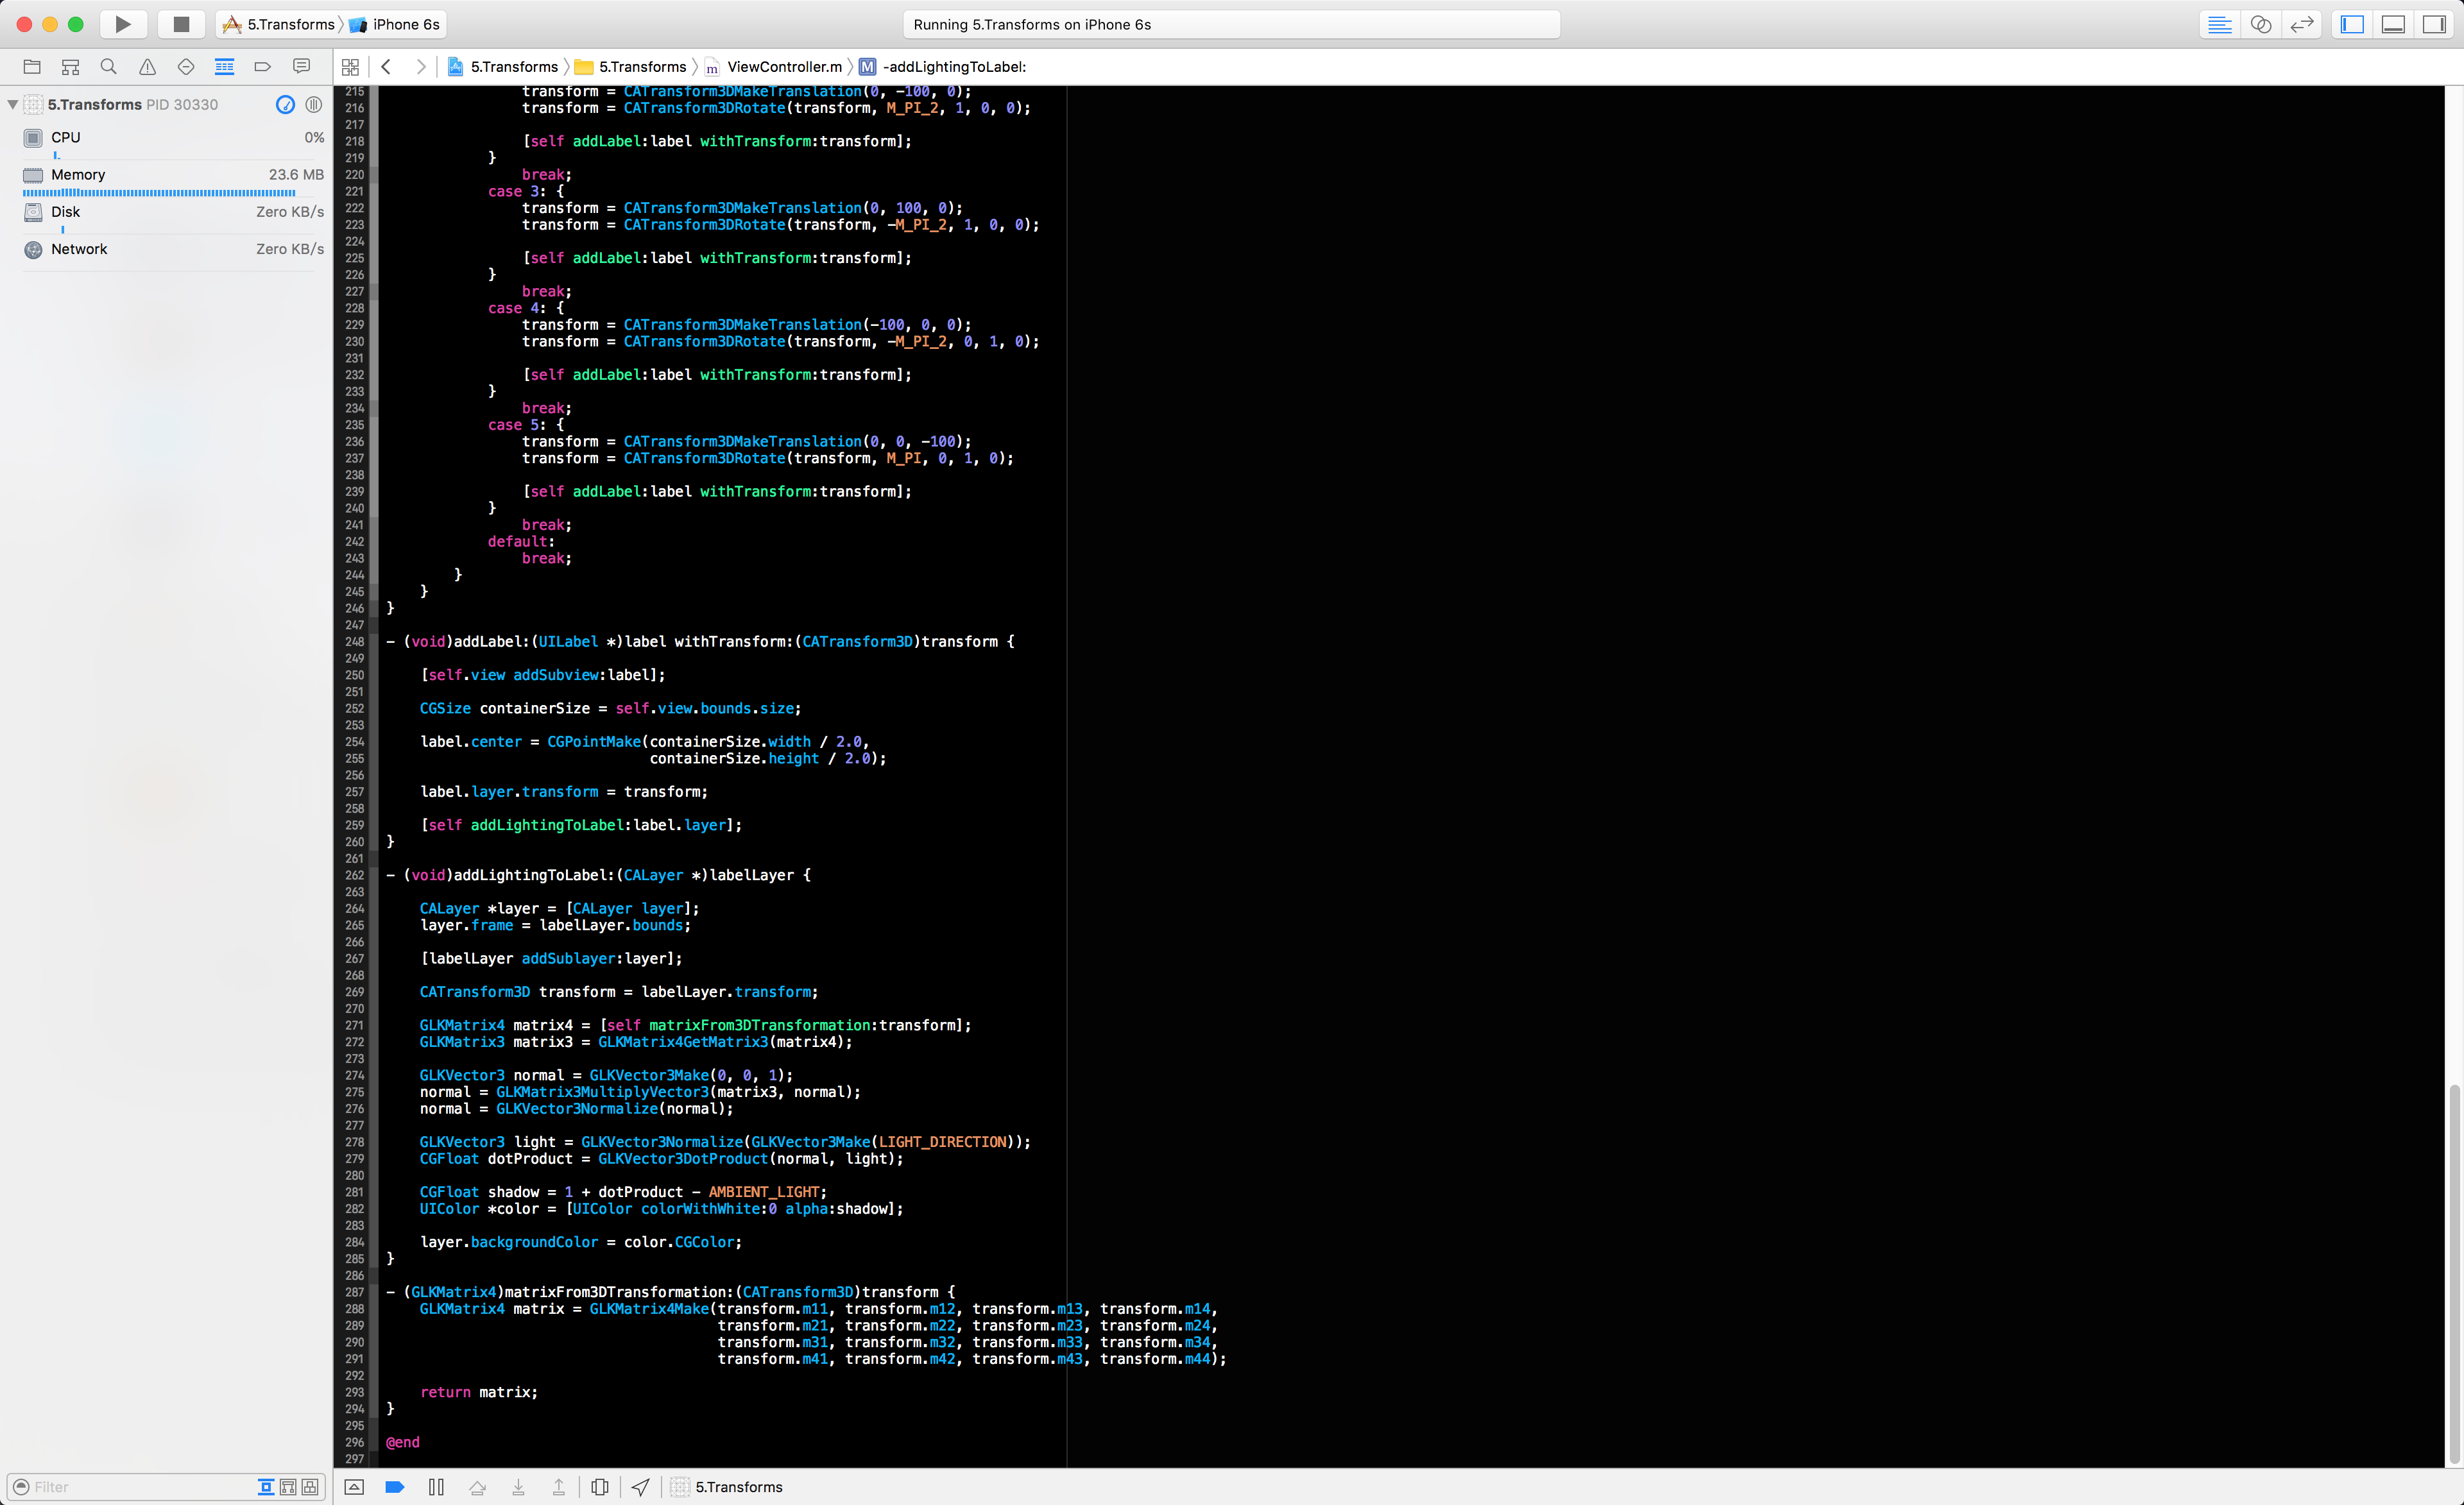 5.Transforms 〉 iPhone 6s
Running 5.Transforms on iPhone 6s
5.Transforms 〉 5.Transforms 〉 m ViewController.m 〉 M -addLightingToLabel:
5.Transforms PID 30330
CPU 0%
Memory 23.6 MB
Disk Zero KB/s
Network Zero KB/s
215 transform = CATransform3DMakeTranslation(0, -100, 0);
216 transform = CATransform3DRotate(transform, M_PI_2, 1, 0, 0);
217
218 [self addLabel:label withTransform:transform];
219 }
220 break;
221 case 3: {
222 transform = CATransform3DMakeTranslation(0, 100, 0);
223 transform = CATransform3DRotate(transform, -M_PI_2, 1, 0, 0);
224
225 [self addLabel:label withTransform:transform];
226 }
227 break;
228 case 4: {
229 transform = CATransform3DMakeTranslation(-100, 0, 0);
230 transform = CATransform3DRotate(transform, -M_PI_2, 0, 1, 0);
231
232 [self addLabel:label withTransform:transform];
233 }
234 break;
235 case 5: {
236 transform = CATransform3DMakeTranslation(0, 0, -100);
237 transform = CATransform3DRotate(transform, M_PI, 0, 1, 0);
238
239 [self addLabel:label withTransform:transform];
240 }
241 break;
242 default:
243 break;
244 }
245 }
246 }
247
248 - (void)addLabel:(UILabel *)label withTransform:(CATransform3D)transform {
249
250 [self.view addSubview:label];
251
252 CGSize containerSize = self.view.bounds.size;
253
254 label.center = CGPointMake(containerSize.width / 2.0,
255 containerSize.height / 2.0);
256
257 label.layer.transform = transform;
258
259 [self addLightingToLabel:label.layer];
260 }
261
262 - (void)addLightingToLabel:(CALayer *)labelLayer {
263
264 CALayer *layer = [CALayer layer];
265 layer.frame = labelLayer.bounds;
266
267 [labelLayer addSublayer:layer];
268
269 CATransform3D transform = labelLayer.transform;
270
271 GLKMatrix4 matrix4 = [self matrixFrom3DTransformation:transform];
272 GLKMatrix3 matrix3 = GLKMatrix4GetMatrix3(matrix4);
273
274 GLKVector3 normal = GLKVector3Make(0, 0, 1);
275 normal = GLKMatrix3MultiplyVector3(matrix3, normal);
276 normal = GLKVector3Normalize(normal);
277
278 GLKVector3 light = GLKVector3Normalize(GLKVector3Make(LIGHT_DIRECTION));
279 CGFloat dotProduct = GLKVector3DotProduct(normal, light);
280
281 CGFloat shadow = 1 + dotProduct - AMBIENT_LIGHT;
282 UIColor *color = [UIColor colorWithWhite:0 alpha:shadow];
283
284 layer.backgroundColor = color.CGColor;
285 }
286
287 - (GLKMatrix4)matrixFrom3DTransformation:(CATransform3D)transform {
288 GLKMatrix4 matrix = GLKMatrix4Make(transform.m11, transform.m12, transform.m13, transform.m14,
289 transform.m21, transform.m22, transform.m23, transform.m24,
290 transform.m31, transform.m32, transform.m33, transform.m34,
291 transform.m41, transform.m42, transform.m43, transform.m44);
292
293 return matrix;
294 }
295
296 @end
297
Filter
5.Transforms